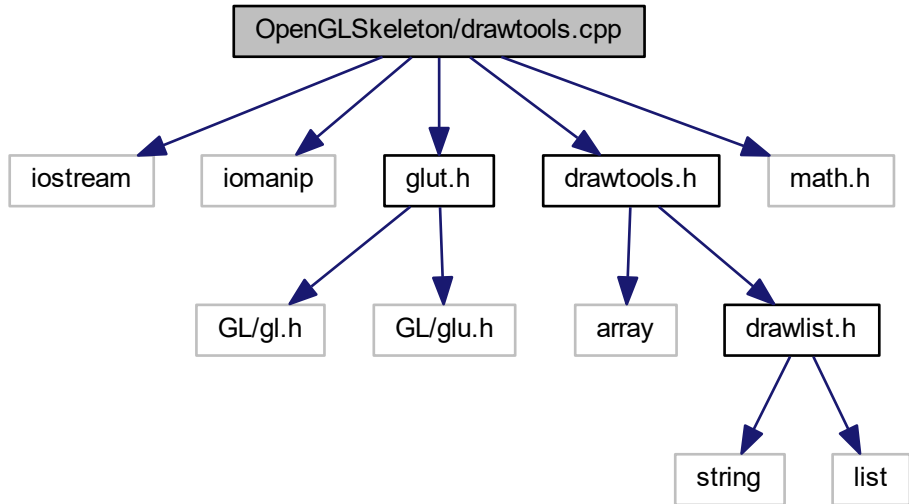 OpenGLSkeleton/drawtools.cpp
iostream
iomanip
glut.h
drawtools.h
math.h
GL/gl.h
GL/glu.h
array
drawlist.h
string
list